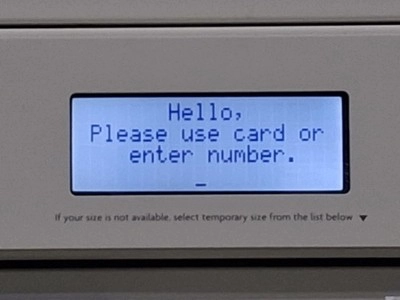 Hello,
Please use card or
enter number.
_
If your size is not available, select temporary size from the list below ▼